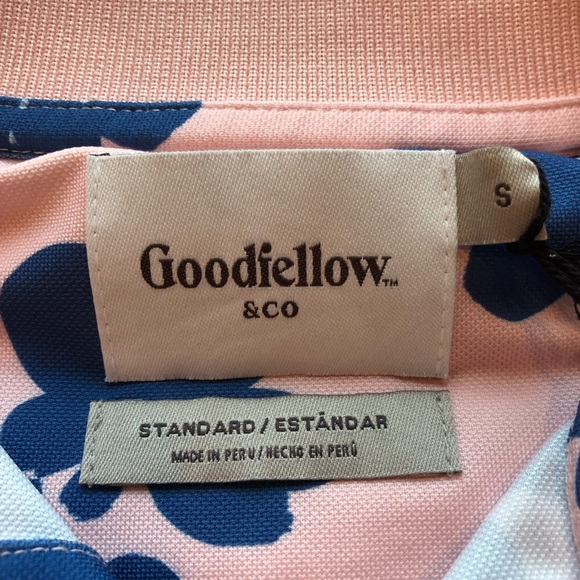 Goodfellow™
&CO
S
STANDARD / ESTÁNDAR
MADE IN PERU / HECHO EN PERÚ